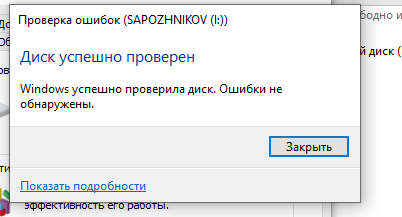 Проверка ошибок (SAPOZHNIKOV (I:))
Диск успешно проверен
Windows успешно проверила диск. Ошибки не
обнаружены.
Закрыть
Показать подробности
эффективность его работы.